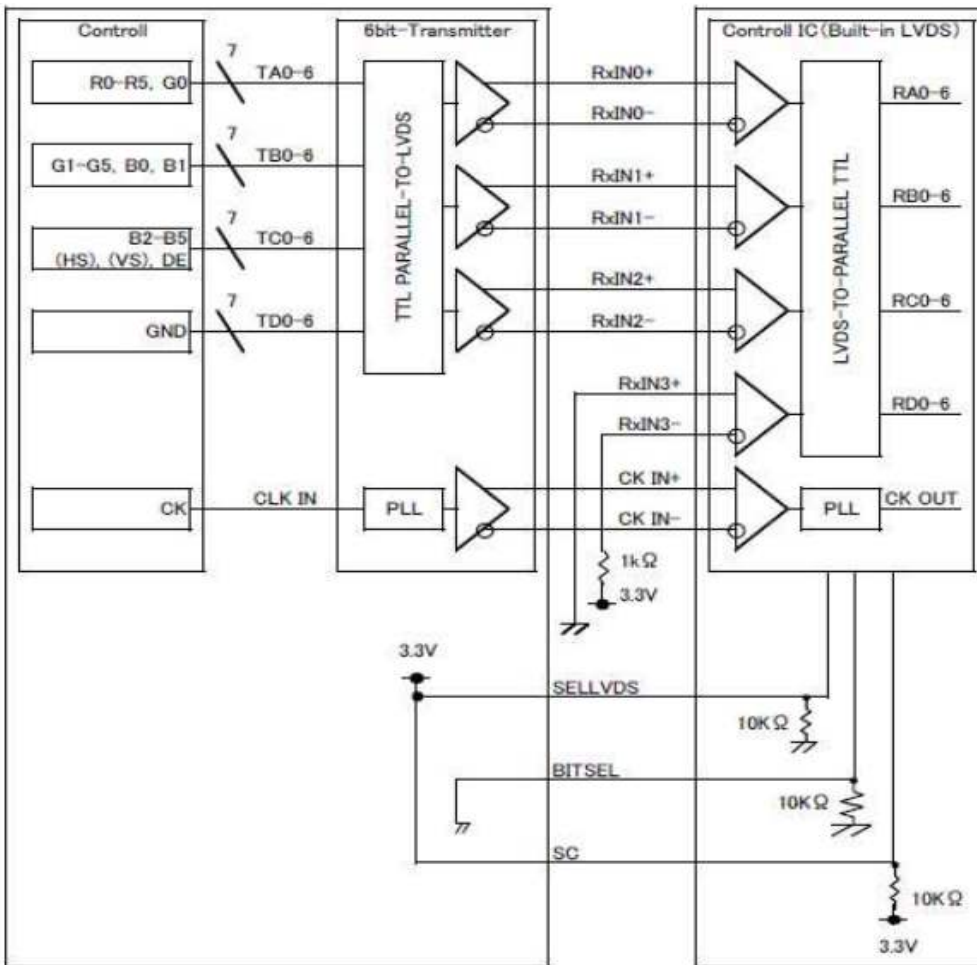 Controll
6bit-Transmitter
Controll IC(Built-in LVDS)
R0-R5, G0
7
TA0-6
RxIN0+
RxIN0-
RA0-6
G1-G5, B0, B1
7
TB0-6
RxIN1+
RxIN1-
RB0-6
B2-B5
(HS), (VS), DE
7
TC0-6
RxIN2+
RxIN2-
RC0-6
GND
7
TD0-6
RxIN3+
RxIN3-
RD0-6
TTL PARALLEL-TO-LVDS
LVDS-TO-PARALLEL TTL
CK
CLK IN
PLL
CK IN+
CK IN-
PLL
CK OUT
1kΩ
3.3V
3.3V
SELLVDS
10KΩ
BITSEL
10KΩ
SC
10KΩ
3.3V